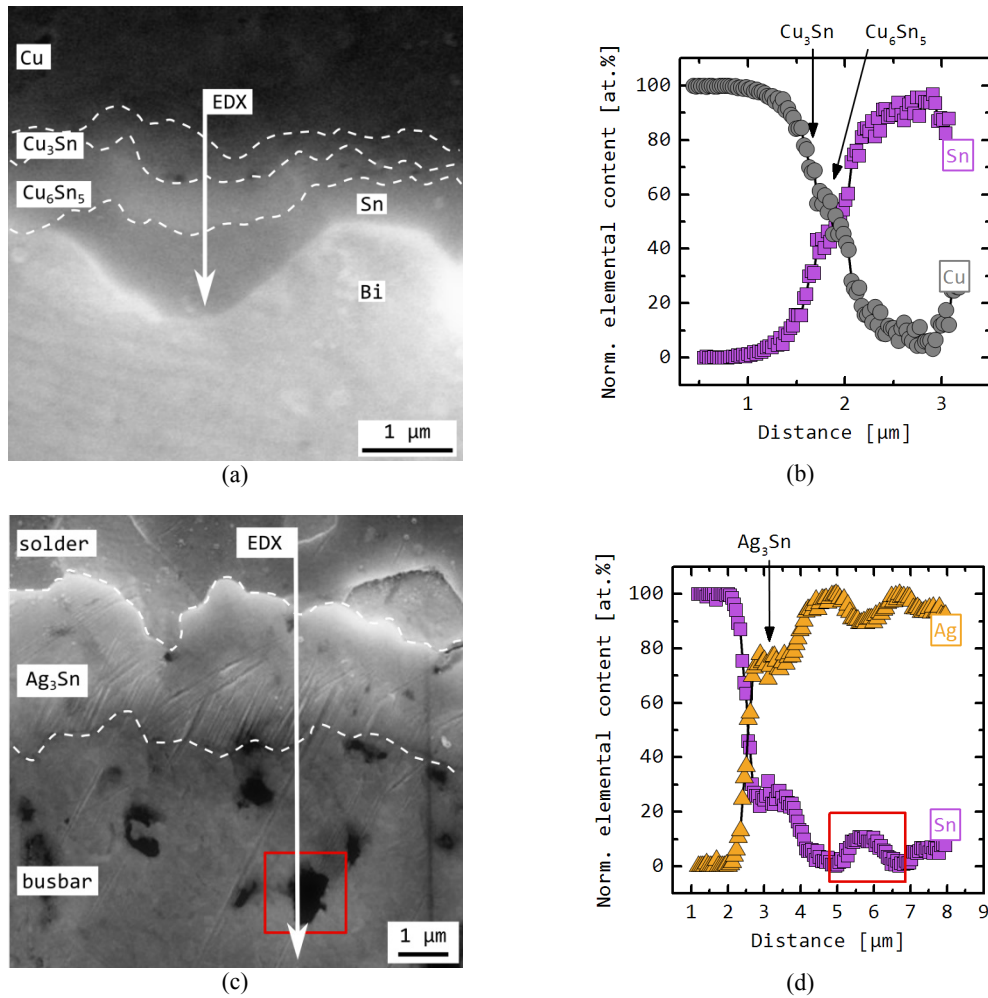 Cu
EDX
Cu₃Sn
Cu₆Sn₅
Sn
Bi
1 µm
(a)
Cu₃Sn
Cu₆Sn₅
Norm. elemental content [at.%]
100
80
60
40
20
0
Sn
Cu
1
2
3
Distance [µm]
(b)
solder
EDX
Ag₃Sn
busbar
1 µm
(c)
Ag₃Sn
Norm. elemental content [at.%]
100
80
60
40
20
0
Ag
Sn
1 2 3 4 5 6 7 8 9
Distance [µm]
(d)